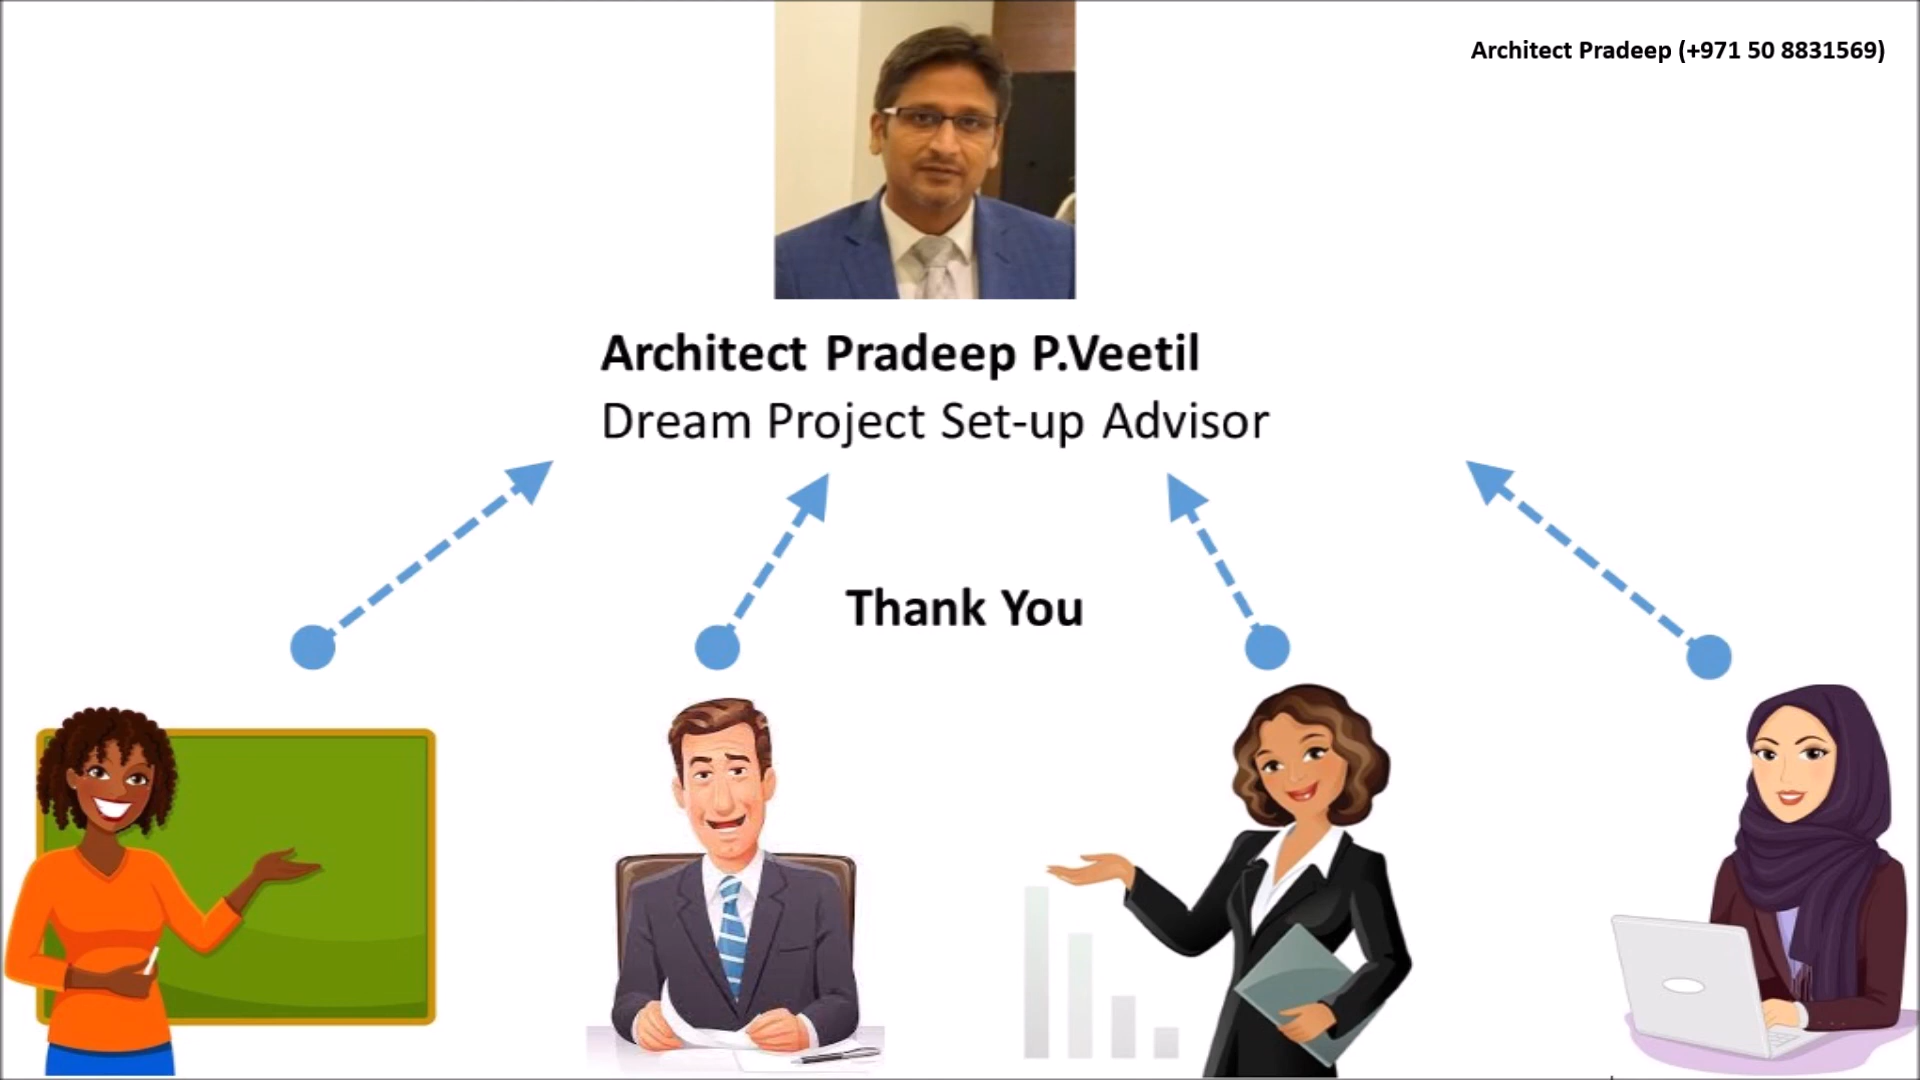 Architect Pradeep (+971 50 8831569)
Architect Pradeep P.Veetil
Dream Project Set-up Advisor
Thank You